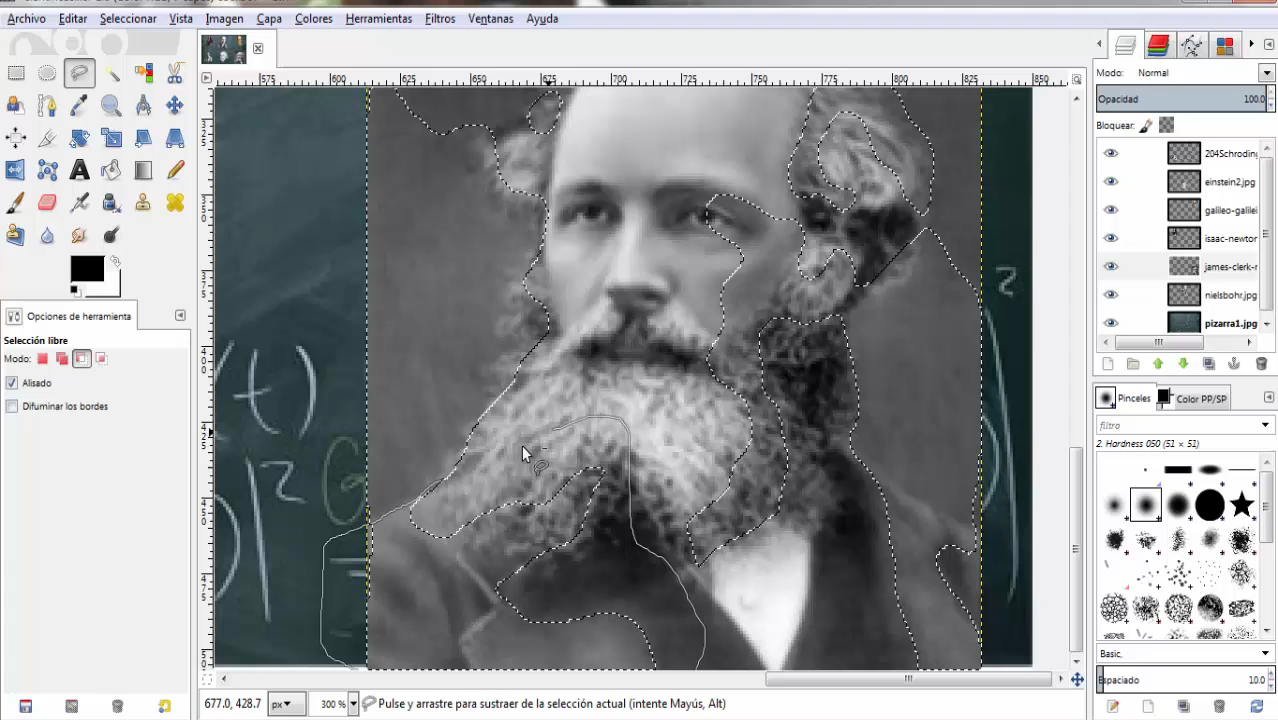 Archivo Editar Seleccionar Vista Imagen Capa Colores Herramientas Filtros Ventanas Ayuda
575 600 625 650 675 700 725 750 775 800 825 850
Modo: Normal
Opacidad 100.0
Bloquear:
204Schroding
einstein2.jpg
galileo-galilei
isaac-newton
james-clerk-r
nielsbohr.jpg
pizarra1.jpg
Opciones de herramienta
Selección libre
Modo:
Alisado
Difuminar los bordes
Pinceles Color PP/SP
filtro
2. Hardness 050 (51 × 51)
Basic,
Espaciado 10.0
677.0, 428.7 px 300 % Pulse y arrastre para sustraer de la selección actual (intente Mayús, Alt)